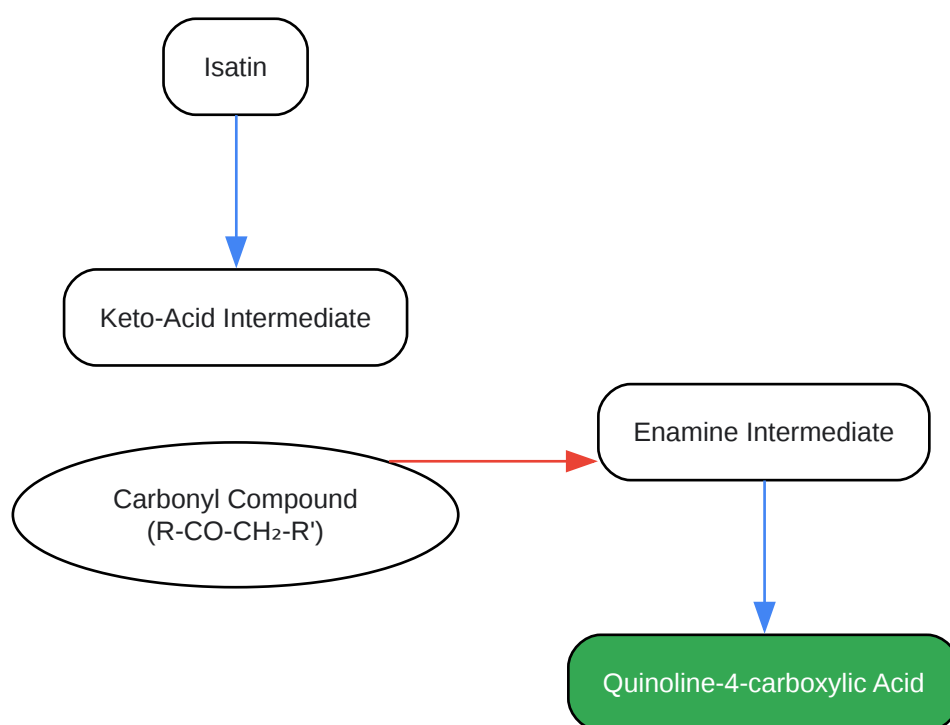 Isatin
Keto-Acid Intermediate
Enamine Intermediate
Carbonyl Compound
(R-CO-CH₂-R')
Quinoline-4-carboxylic Acid